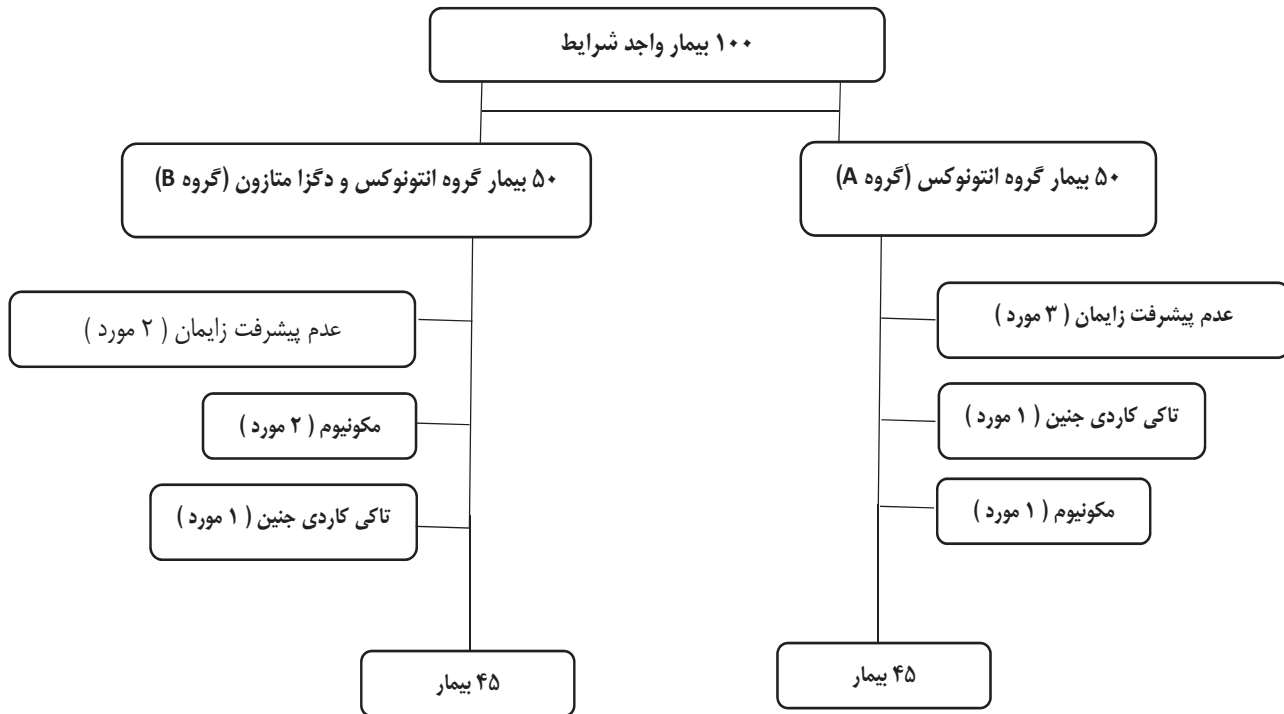 ۱۰۰ بیمار واجد شرایط
۵۰ بیمار گروه انتونوکس (گروه A)
۵۰ بیمار گروه انتونوکس و دگزا متازون (گروه B)
عدم پیشرفت زایمان ( ۳ مورد )
تاکی کاردی جنین ( ۱ مورد )
مکونیوم ( ۱ مورد )
۴۵ بیمار
عدم پیشرفت زایمان ( ۲ مورد )
مکونیوم ( ۲ مورد )
تاکی کاردی جنین ( ۱ مورد )
۴۵ بیمار